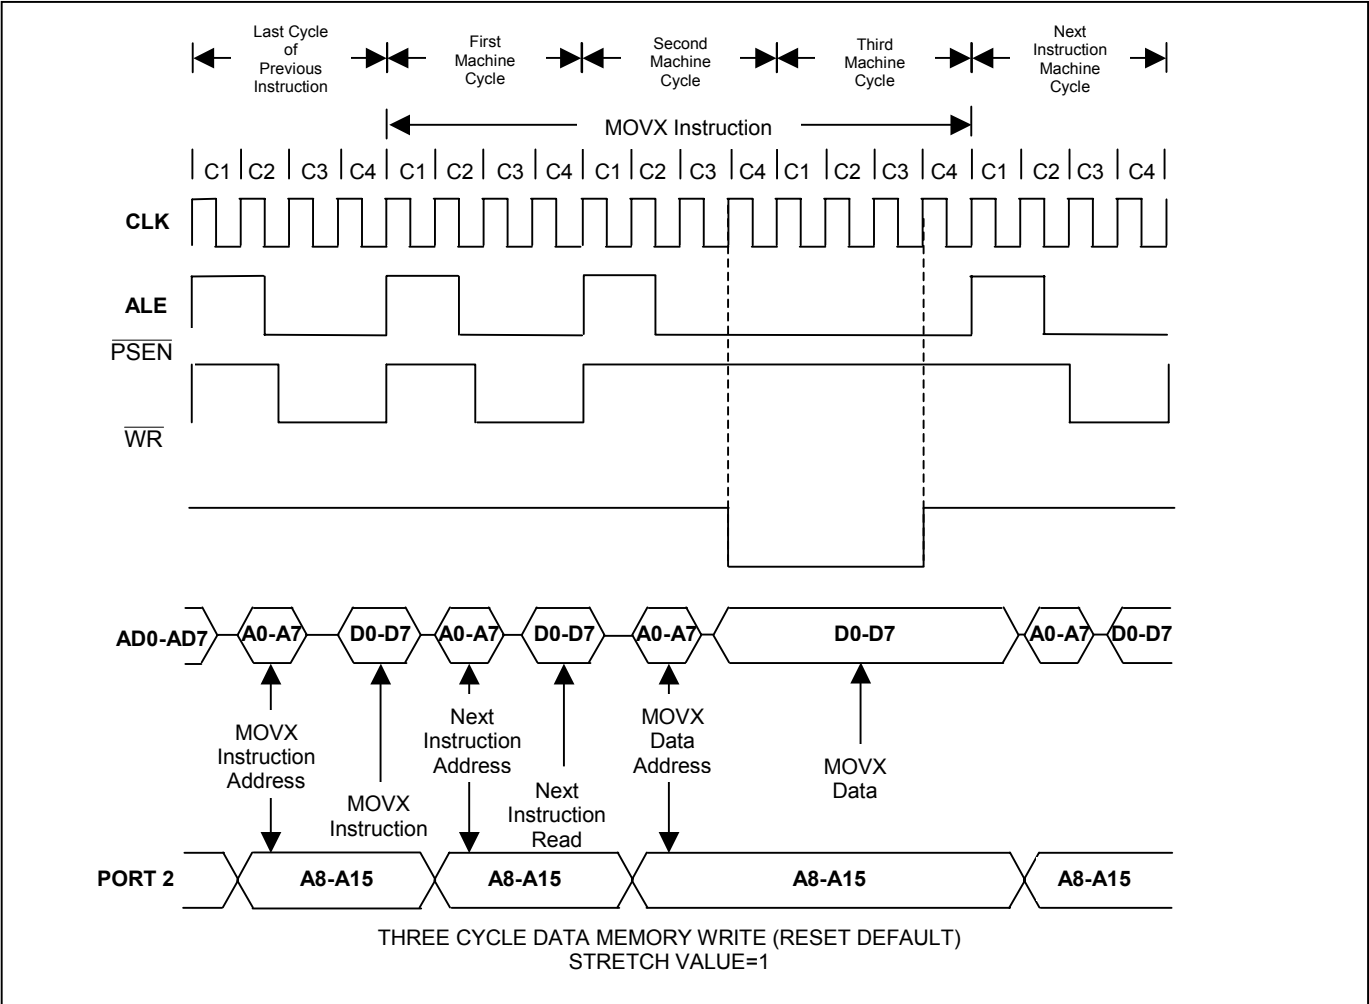 Last Cycle
of
Previous
Instruction
First
Machine
Cycle
Second
Machine
Cycle
Third
Machine
Cycle
Next
Instruction
Machine
Cycle
MOVX Instruction
C1 C2 C3 C4 C1 C2 C3 C4 C1 C2 C3 C4 C1 C2 C3 C4 C1 C2 C3 C4
CLK
ALE
PSEN
WR
AD0-AD7 A0-A7 D0-D7 A0-A7 D0-D7 A0-A7 D0-D7 A0-A7 D0-D7
MOVX
Instruction
Address
MOVX
Instruction
Next
Instruction
Address
Next
Instruction
Read
MOVX
Data
Address
MOVX
Data
PORT 2 A8-A15 A8-A15 A8-A15 A8-A15
THREE CYCLE DATA MEMORY WRITE (RESET DEFAULT)
STRETCH VALUE=1